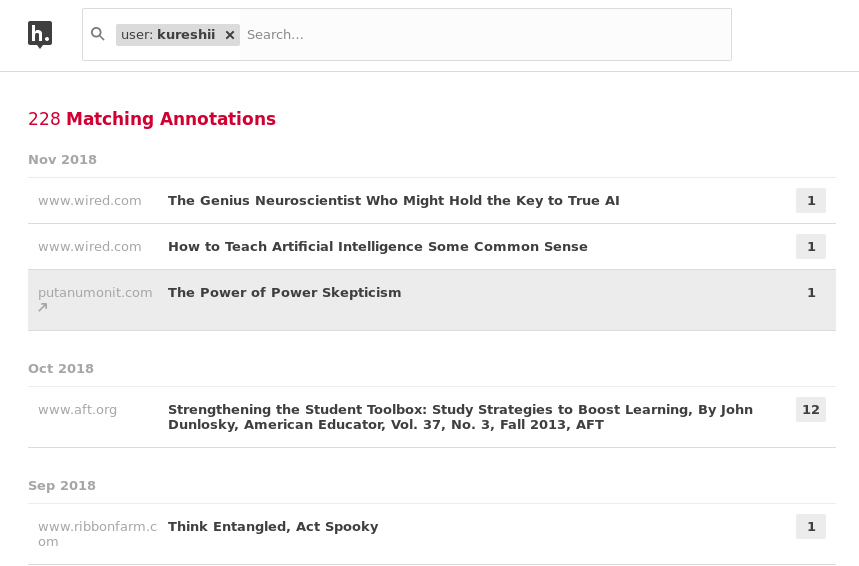 h.
user: kureshii × Search…
228 Matching Annotations
Nov 2018
www.wired.com The Genius Neuroscientist Who Might Hold the Key to True AI 1
www.wired.com How to Teach Artificial Intelligence Some Common Sense 1
putanumonit.com The Power of Power Skepticism 1
Oct 2018
www.aft.org Strengthening the Student Toolbox: Study Strategies to Boost Learning, By John 12
Dunlosky, American Educator, Vol. 37, No. 3, Fall 2013, AFT
Sep 2018
www.ribbonfarm.c Think Entangled, Act Spooky 1
om